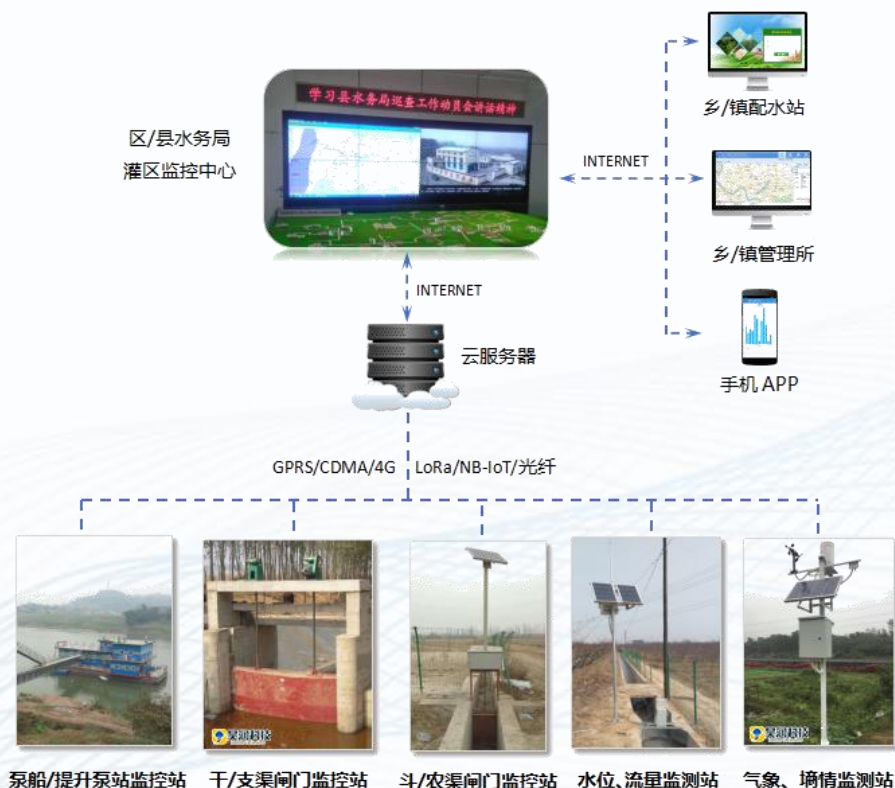 学习县水务局巡查工作动员会讲话精神
区/县水务局
灌区监控中心
INTERNET
乡/镇配水站
乡/镇管理所
手机 APP
INTERNET
云服务器
GPRS/CDMA/4G
LoRa/NB-IoT/光纤
泵船/提升泵站监控站
干/支渠闸门监控站
斗/农渠闸门监控站
水位、流量监测站
气象、墒情监测站